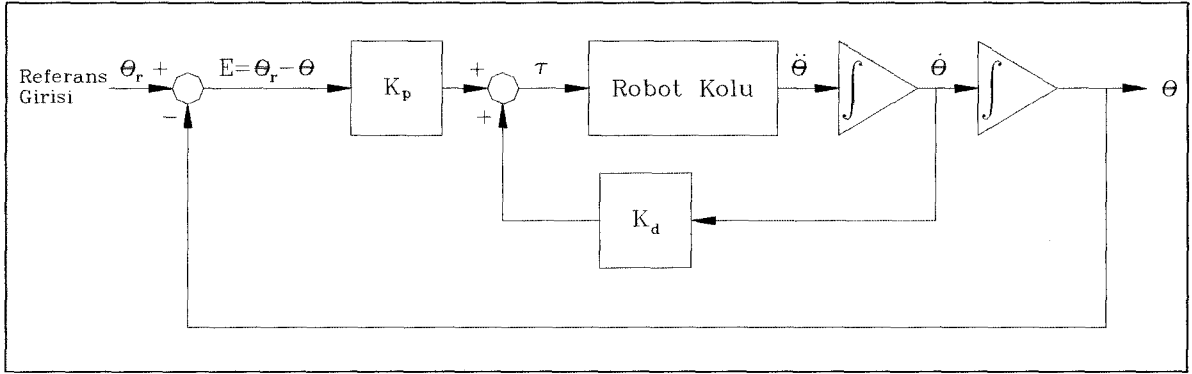 Referans
Girisi
Θr +
−
E=Θr−Θ
Kp
+
+
τ
Robot Kolu
Θ̈
∫
Θ̇
∫
Θ
Kd